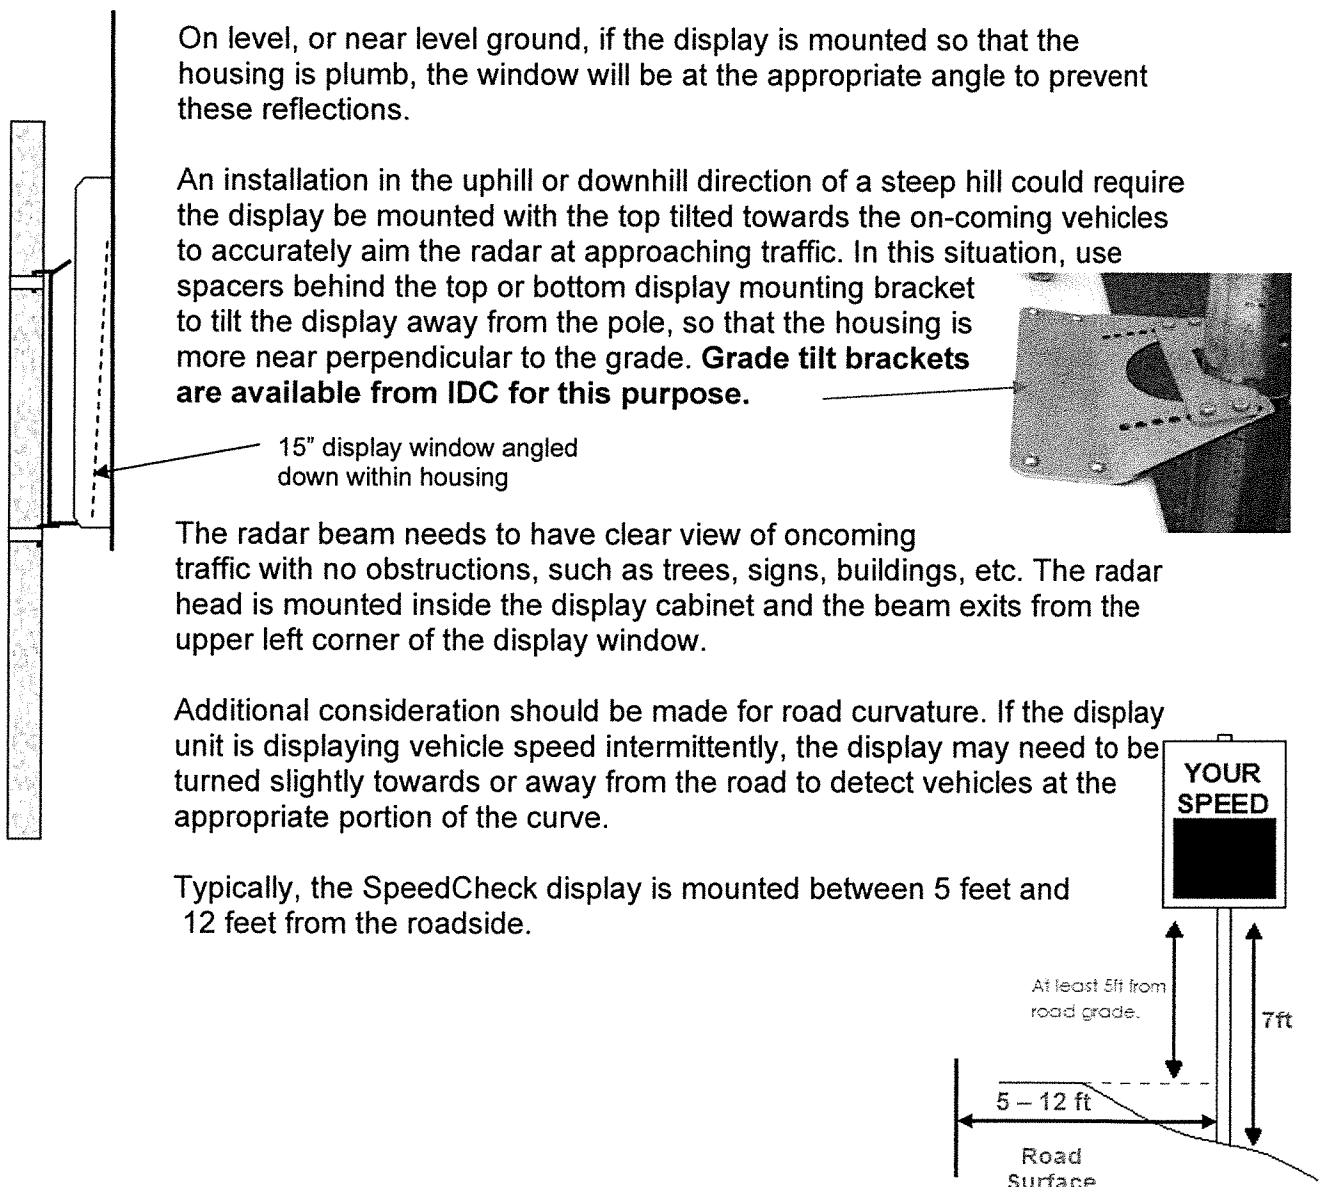 On level, or near level ground, if the display is mounted so that the
housing is plumb, the window will be at the appropriate angle to prevent
these reflections.
An installation in the uphill or downhill direction of a steep hill could require
the display be mounted with the top tilted towards the on-coming vehicles
to accurately aim the radar at approaching traffic. In this situation, use
spacers behind the top or bottom display mounting bracket
to tilt the display away from the pole, so that the housing is
more near perpendicular to the grade. Grade tilt brackets
are available from IDC for this purpose.
15" display window angled
down within housing
The radar beam needs to have clear view of oncoming
traffic with no obstructions, such as trees, signs, buildings, etc. The radar
head is mounted inside the display cabinet and the beam exits from the
upper left corner of the display window.
Additional consideration should be made for road curvature. If the display
unit is displaying vehicle speed intermittently, the display may need to be
turned slightly towards or away from the road to detect vehicles at the
appropriate portion of the curve.
Typically, the SpeedCheck display is mounted between 5 feet and
12 feet from the roadside.
YOUR
SPEED
At least 5ft from
road grade.
7ft
5 – 12 ft
Road
Surface